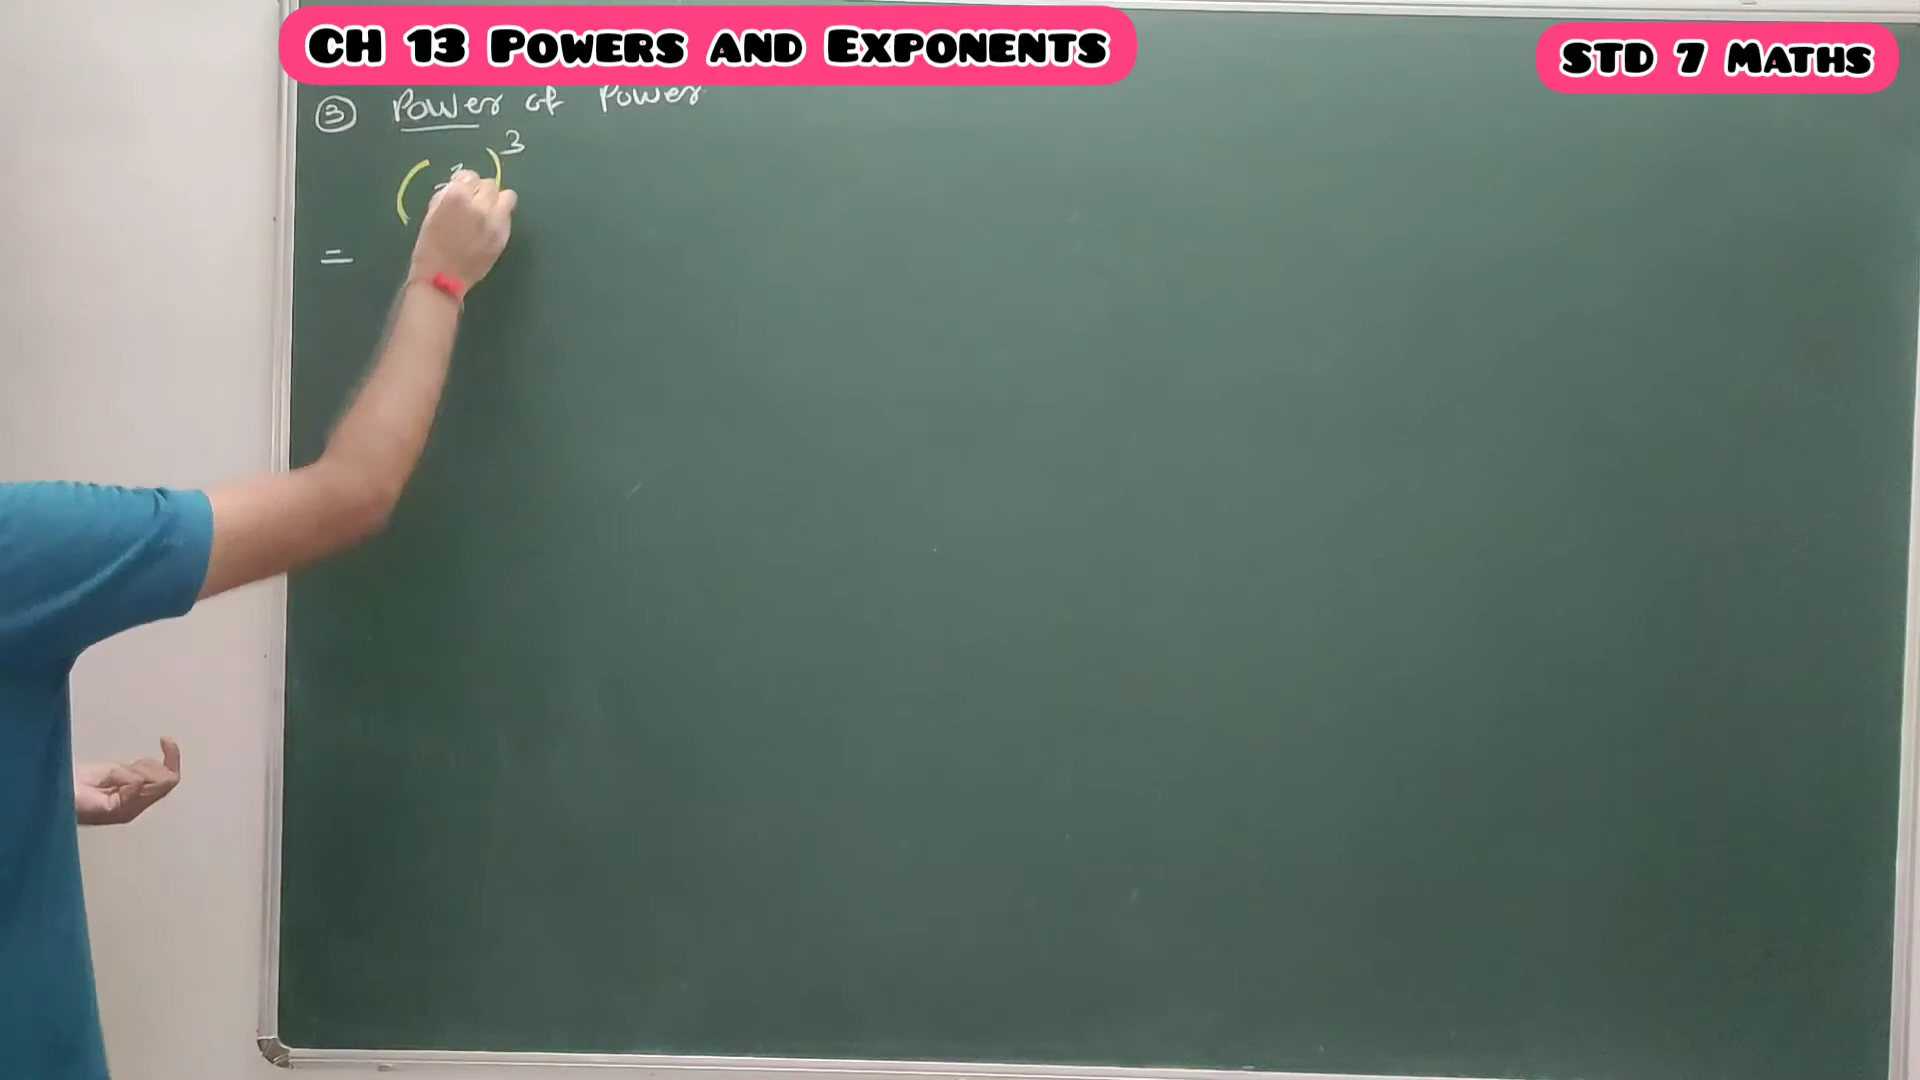 CH 13 POWERS AND EXPONENTS
STD 7 MATHS
③ Power of Power
( )³
=